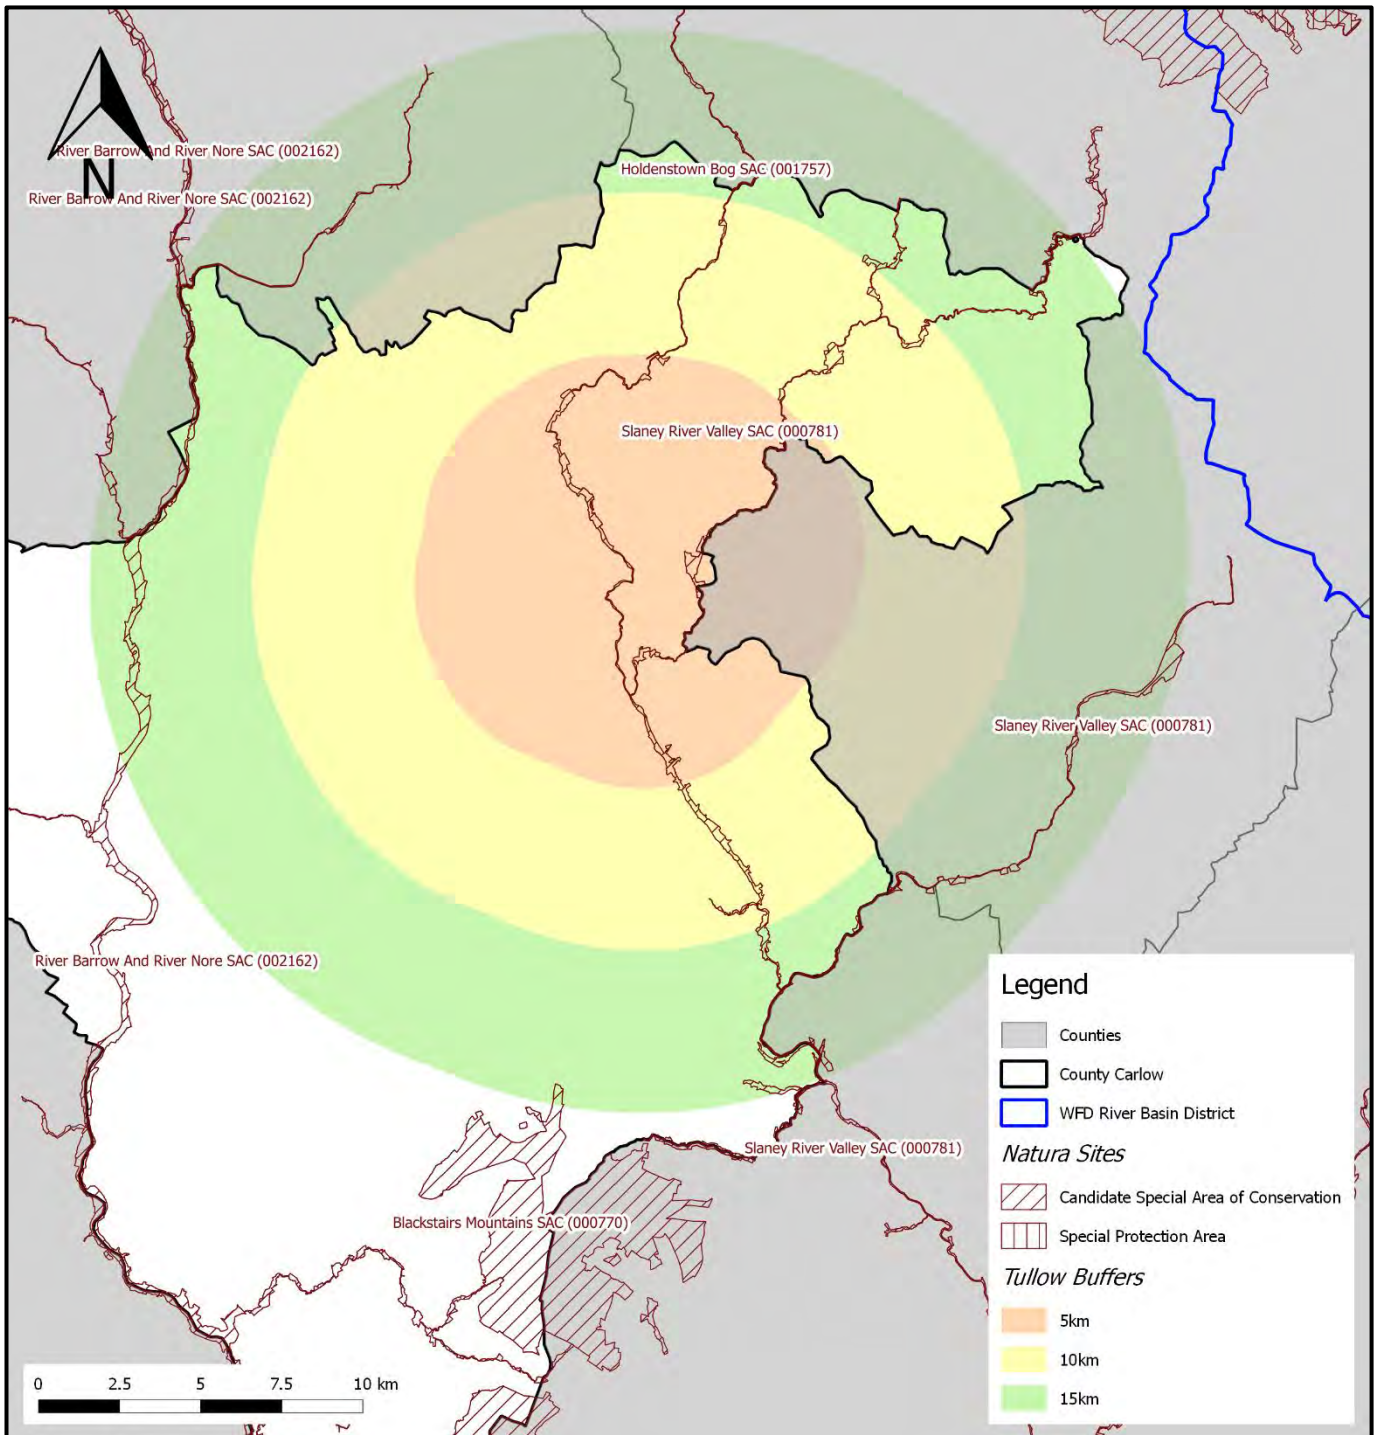 River Barrow And River Nore SAC (002162)
N
River Barrow And River Nore SAC (002162)
Holdenstown Bog SAC (001757)
Slaney River Valley SAC (000781)
Slaney River Valley SAC (000781)
River Barrow And River Nore SAC (002162)
Slaney River Valley SAC (000781)
Blackstairs Mountains SAC (000770)
Legend
Counties
County Carlow
WFD River Basin District
Natura Sites
Candidate Special Area of Conservation
Special Protection Area
Tullow Buffers
5km
10km
15km
0 2.5 5 7.5 10 km